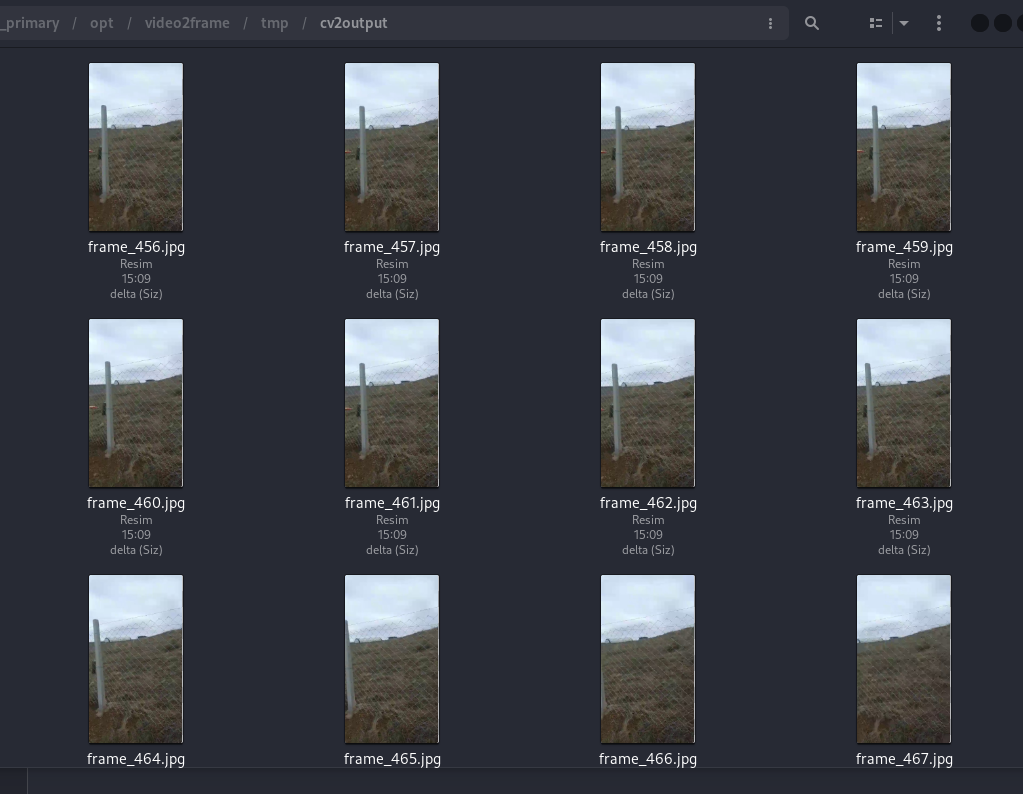 _primary / opt / video2frame / tmp / cv2output
frame_456.jpg
Resim
15:09
delta (Siz)
frame_457.jpg
Resim
15:09
delta (Siz)
frame_458.jpg
Resim
15:09
delta (Siz)
frame_459.jpg
Resim
15:09
delta (Siz)
frame_460.jpg
Resim
15:09
delta (Siz)
frame_461.jpg
Resim
15:09
delta (Siz)
frame_462.jpg
Resim
15:09
delta (Siz)
frame_463.jpg
Resim
15:09
delta (Siz)
frame_464.jpg
frame_465.jpg
frame_466.jpg
frame_467.jpg